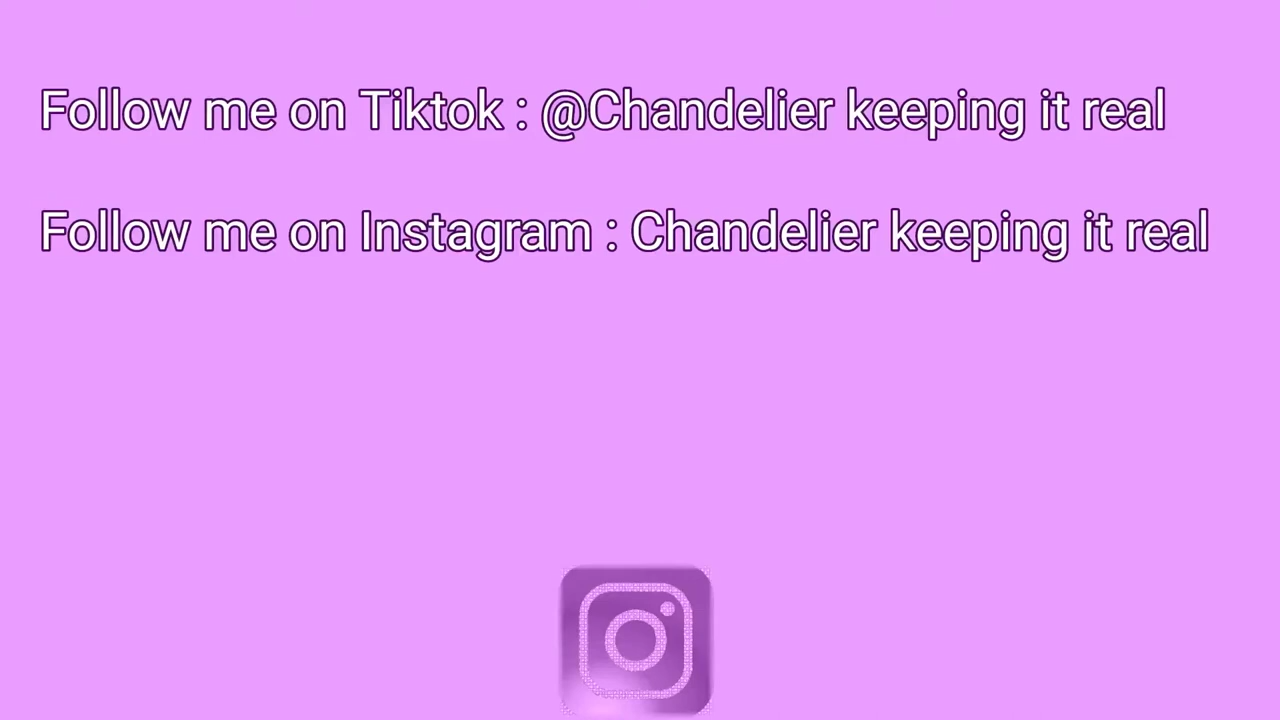 Follow me on Tiktok : @Chandelier keeping it real
Follow me on Instagram : Chandelier keeping it real